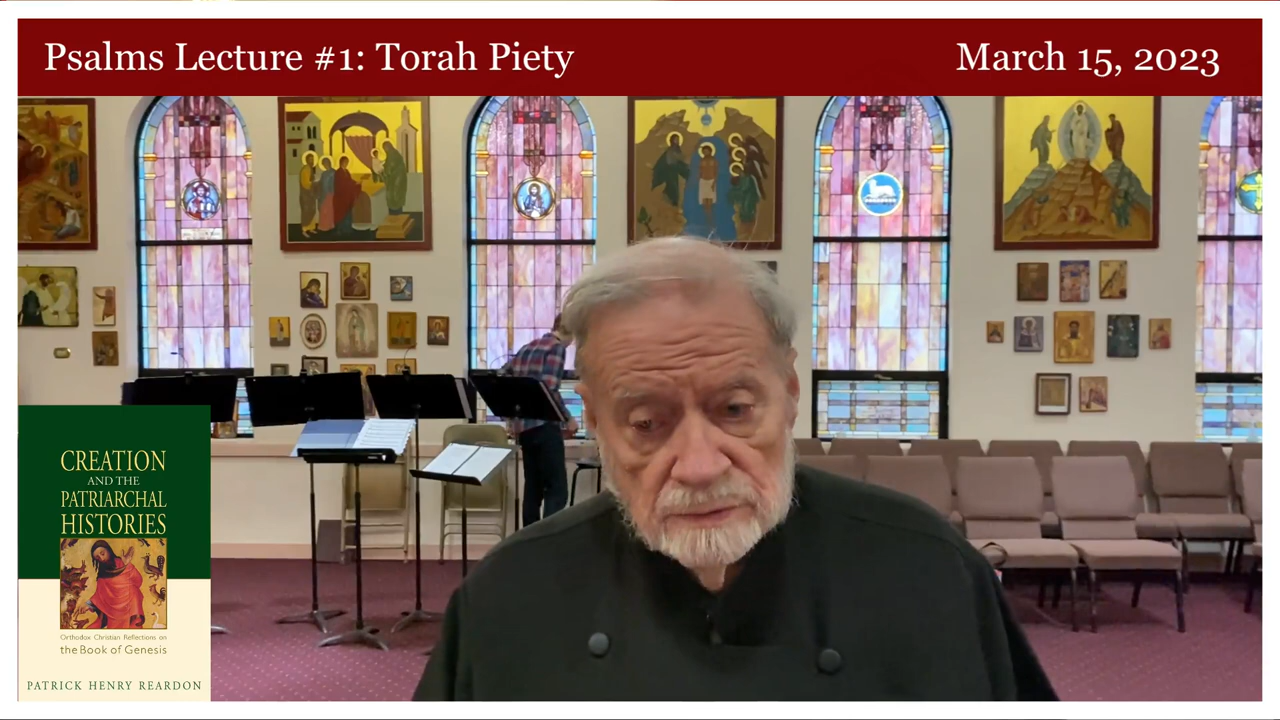 Psalms Lecture #1: Torah Piety
March 15, 2023
CREATION
AND THE
PATRIARCHAL
HISTORIES
Orthodox Christian Reflections on
the Book of Genesis
PATRICK HENRY REARDON